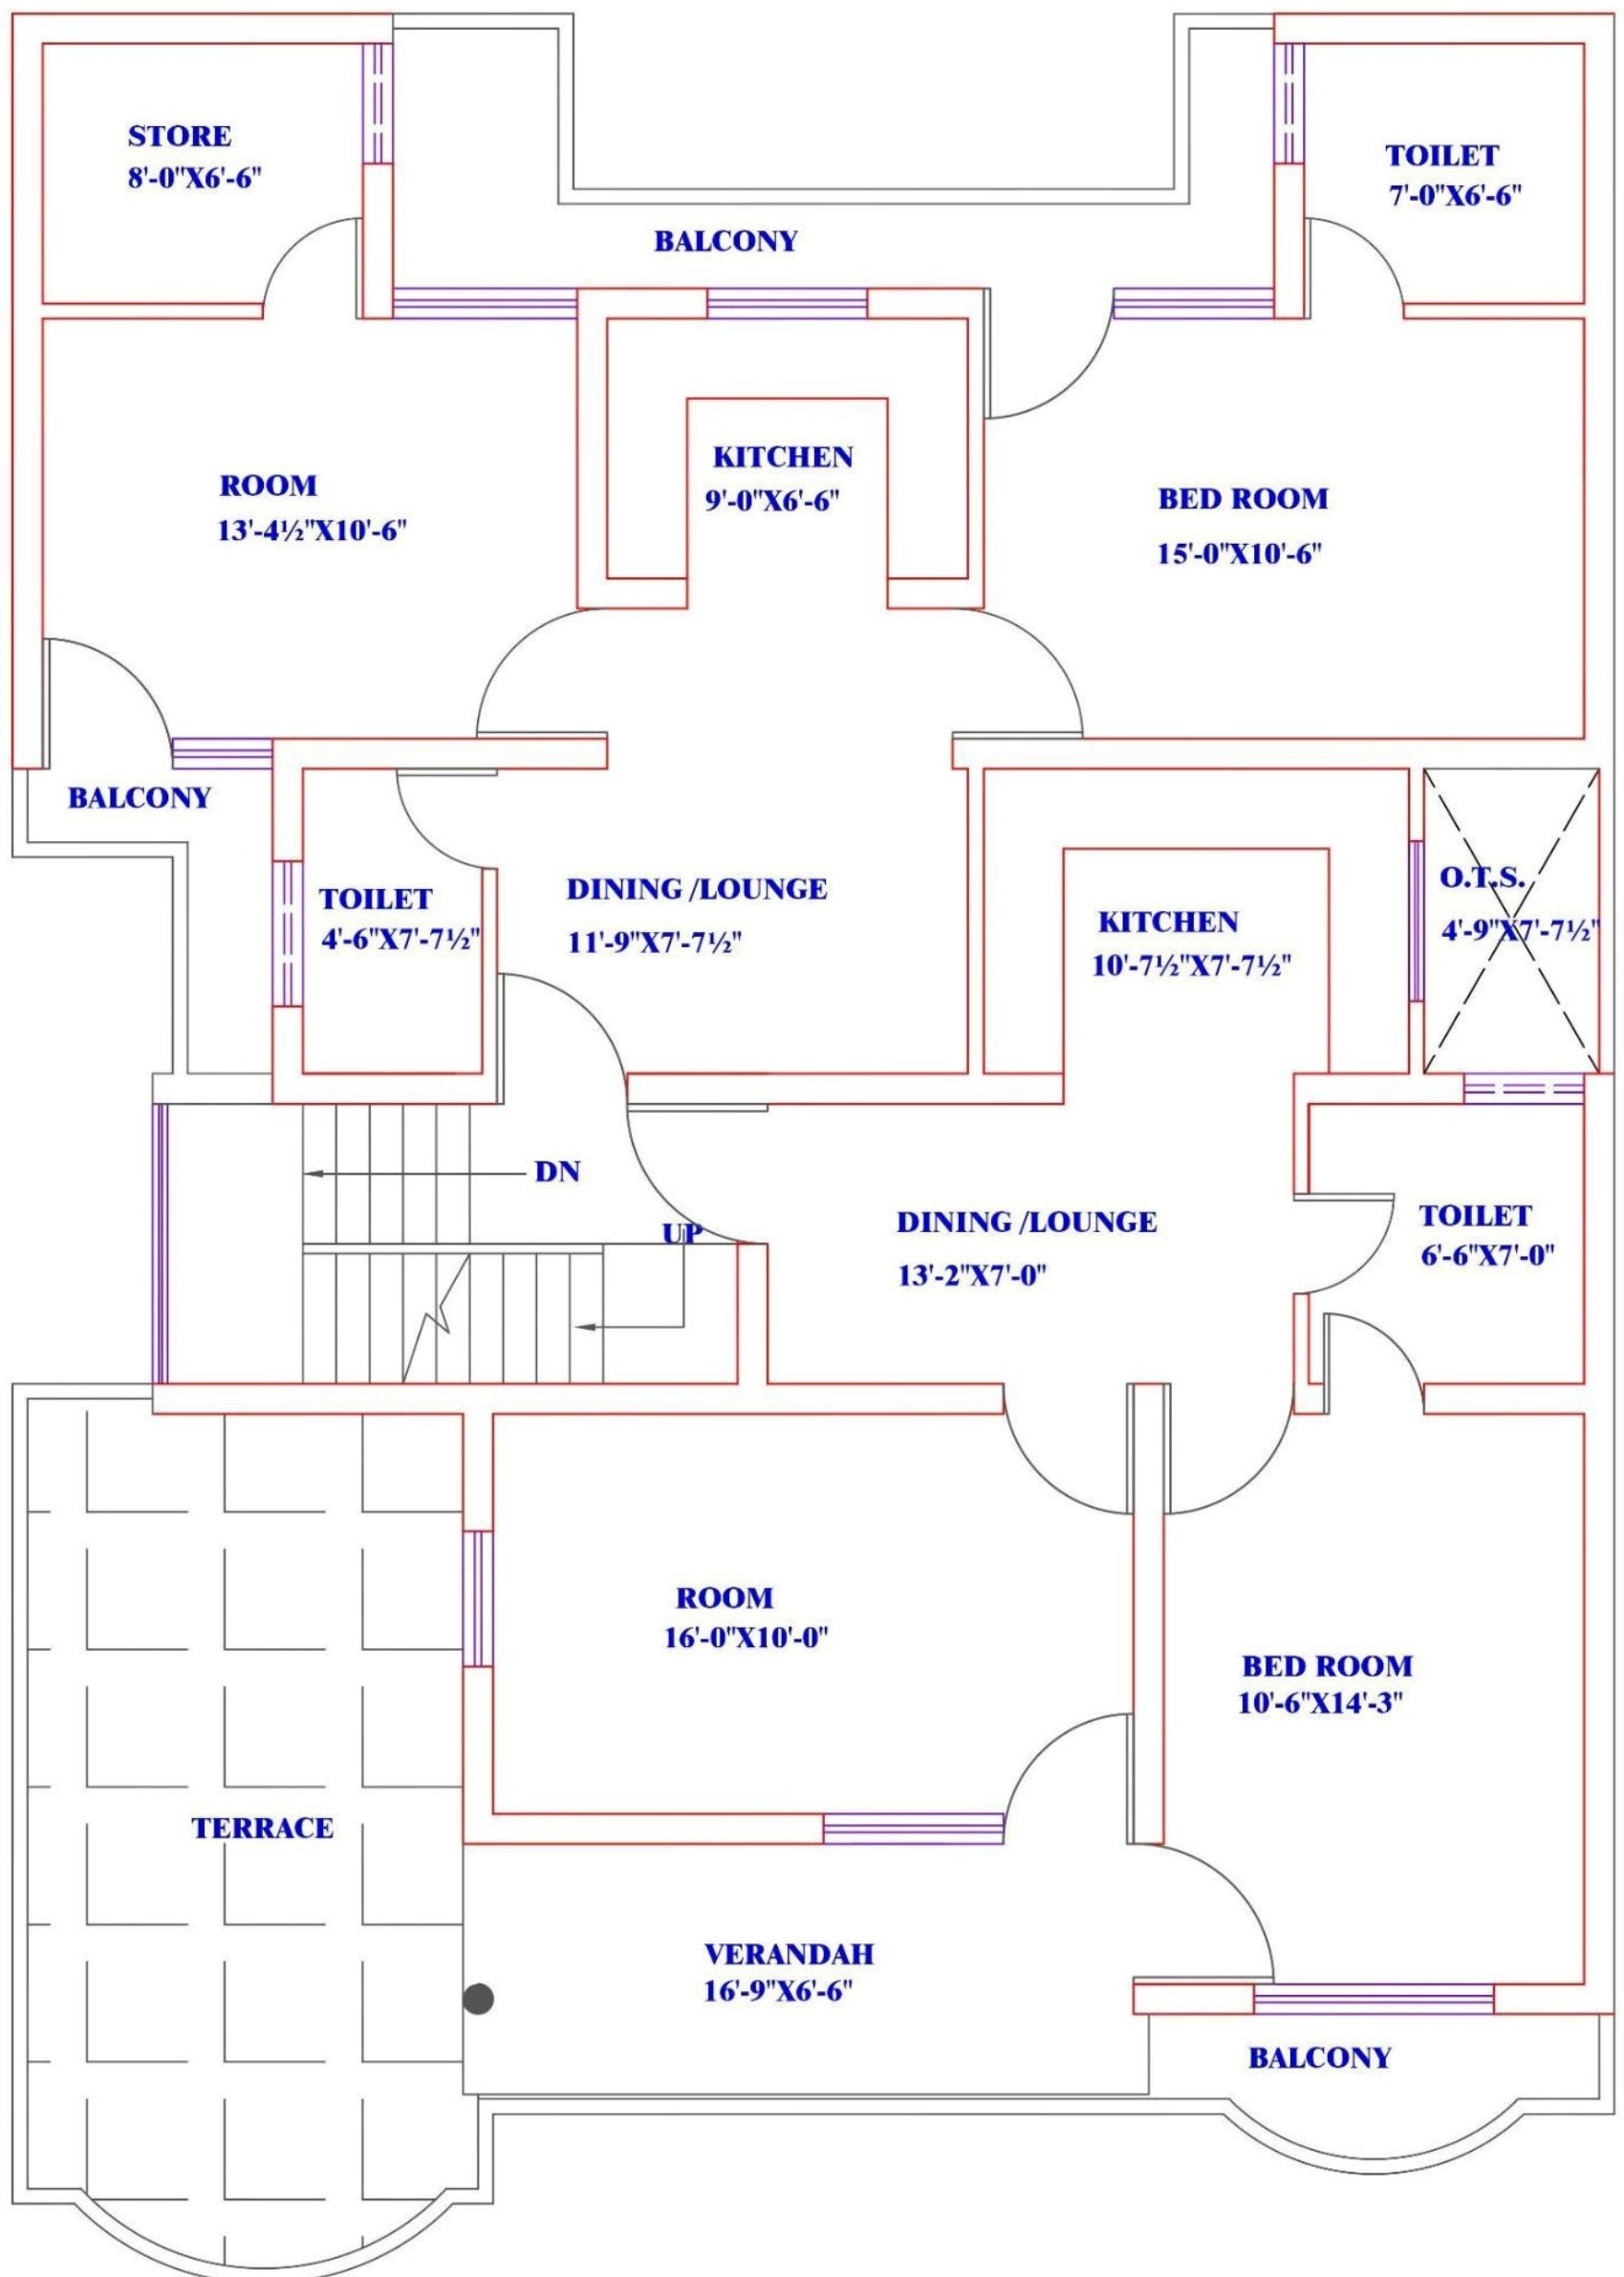 STORE
8'-0"X6'-6"
TOILET
7'-0"X6'-6"
BALCONY
KITCHEN
9'-0"X6'-6"
ROOM
13'-4½"X10'-6"
BED ROOM
15'-0"X10'-6"
BALCONY
TOILET
4'-6"X7'-7½"
DINING /LOUNGE
11'-9"X7'-7½"
KITCHEN
10'-7½"X7'-7½"
O.T.S.
4'-9"X7'-7½"
DN
UP
DINING /LOUNGE
13'-2"X7'-0"
TOILET
6'-6"X7'-0"
ROOM
16'-0"X10'-0"
BED ROOM
10'-6"X14'-3"
TERRACE
VERANDAH
16'-9"X6'-6"
BALCONY